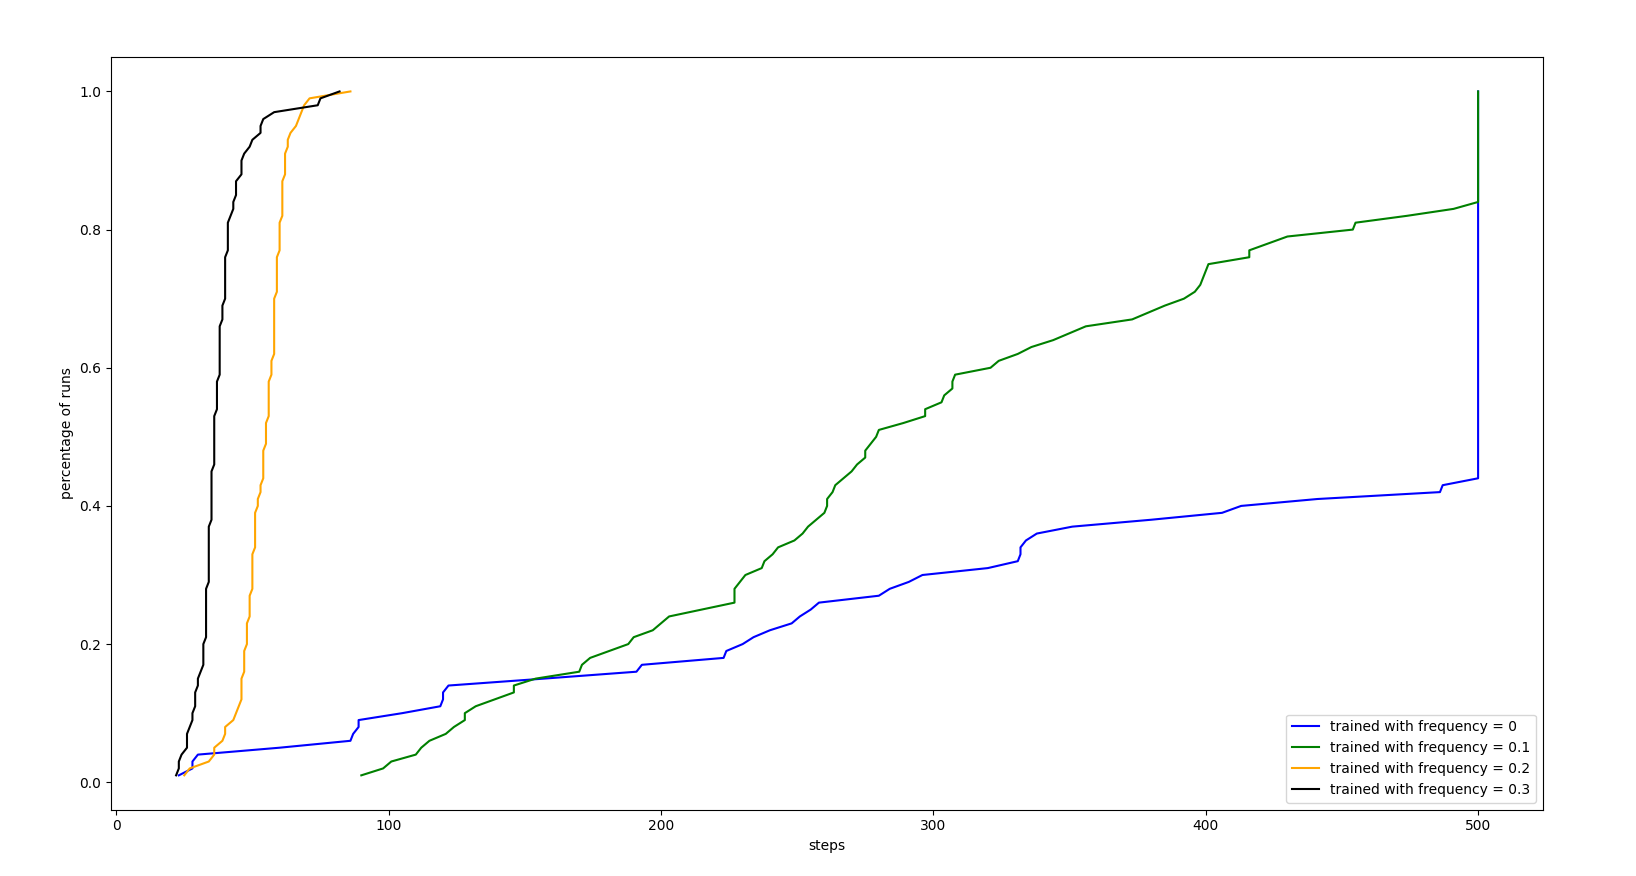 1.0
0.8
0.6
0.4
0.2
0.0
percentage of runs
0
100
200
300
400
500
steps
trained with frequency = 0
trained with frequency = 0.1
trained with frequency = 0.2
trained with frequency = 0.3